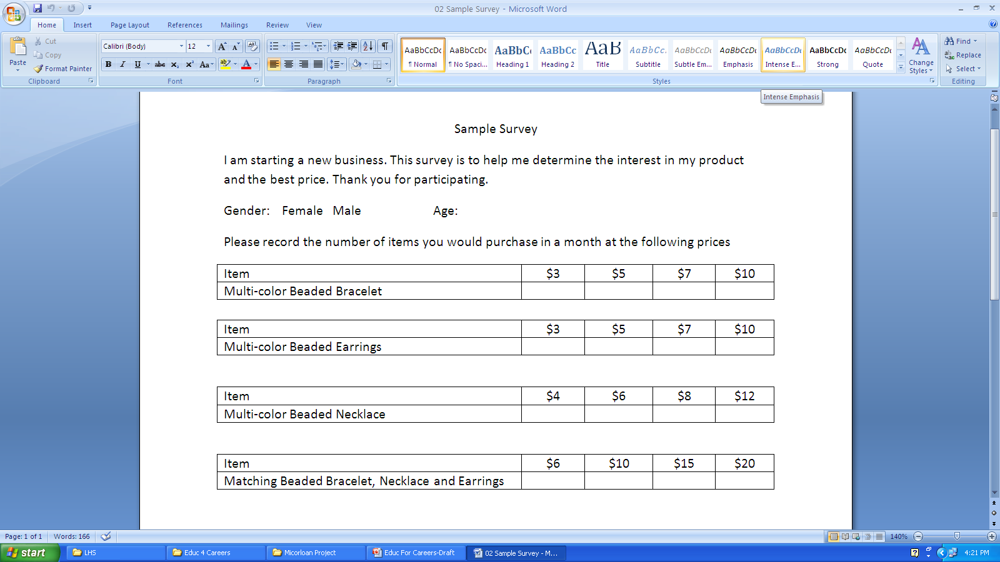 02 Sample Survey - Microsoft Word
Home Insert Page Layout References Mailings Review View
Paste
Cut
Copy
Format Painter
Clipboard
Calibri (Body) 12
Font
Paragraph
AaBbCcDc AaBbCcDc AaBbC AaBbCc AaB AaBbCc. AaBbCcDc AaBbCcDc AaBbCcDc AaBbCcDc AaBbCcDc
¶ Normal ¶ No Spaci... Heading 1 Heading 2 Title Subtitle Subtle Em... Emphasis Intense E... Strong Quote
Change Styles
Styles
Find
Replace
Select
Editing
Intense Emphasis
Sample Survey
I am starting a new business. This survey is to help me determine the interest in my product
and the best price. Thank you for participating.
Gender: Female Male Age:
Please record the number of items you would purchase in a month at the following prices
Item $3 $5 $7 $10
Multi-color Beaded Bracelet
Item $3 $5 $7 $10
Multi-color Beaded Earrings
Item $4 $6 $8 $12
Multi-color Beaded Necklace
Item $6 $10 $15 $20
Matching Beaded Bracelet, Necklace and Earrings
Page: 1 of 1 Words: 166 140%
start LHS Educ 4 Careers Micorloan Project Educ For Careers-Draft 02 Sample Survey - M... 4:21 PM